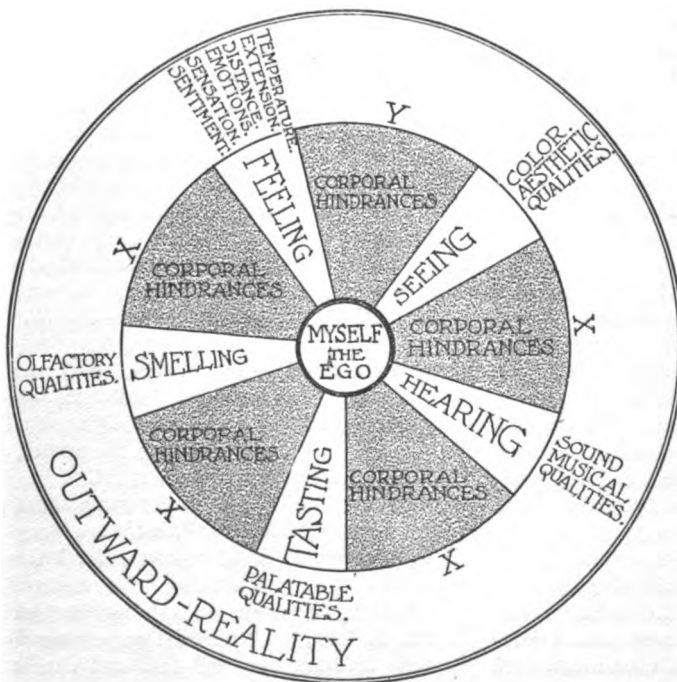 TEMPERATURE.
EXTENSION.
DISTANCE:
EMOTIONS.
SENSATION.
SENTIMENT.
FEELING
Y
CORPORAL
HINDRANCES
COLOR.
AESTHETIC
QUALITIES.
SEEING
X
CORPORAL
HINDRANCES
SOUND
MUSICAL
QUALITIES.
HEARING
X
CORPORAL
HINDRANCES
PALATABLE
QUALITIES.
TASTING
X
CORPORAL
HINDRANCES
OLFACTORY
QUALITIES.
SMELLING
X
CORPORAL
HINDRANCES
MYSELF
THE
EGO
OUTWARD-REALITY